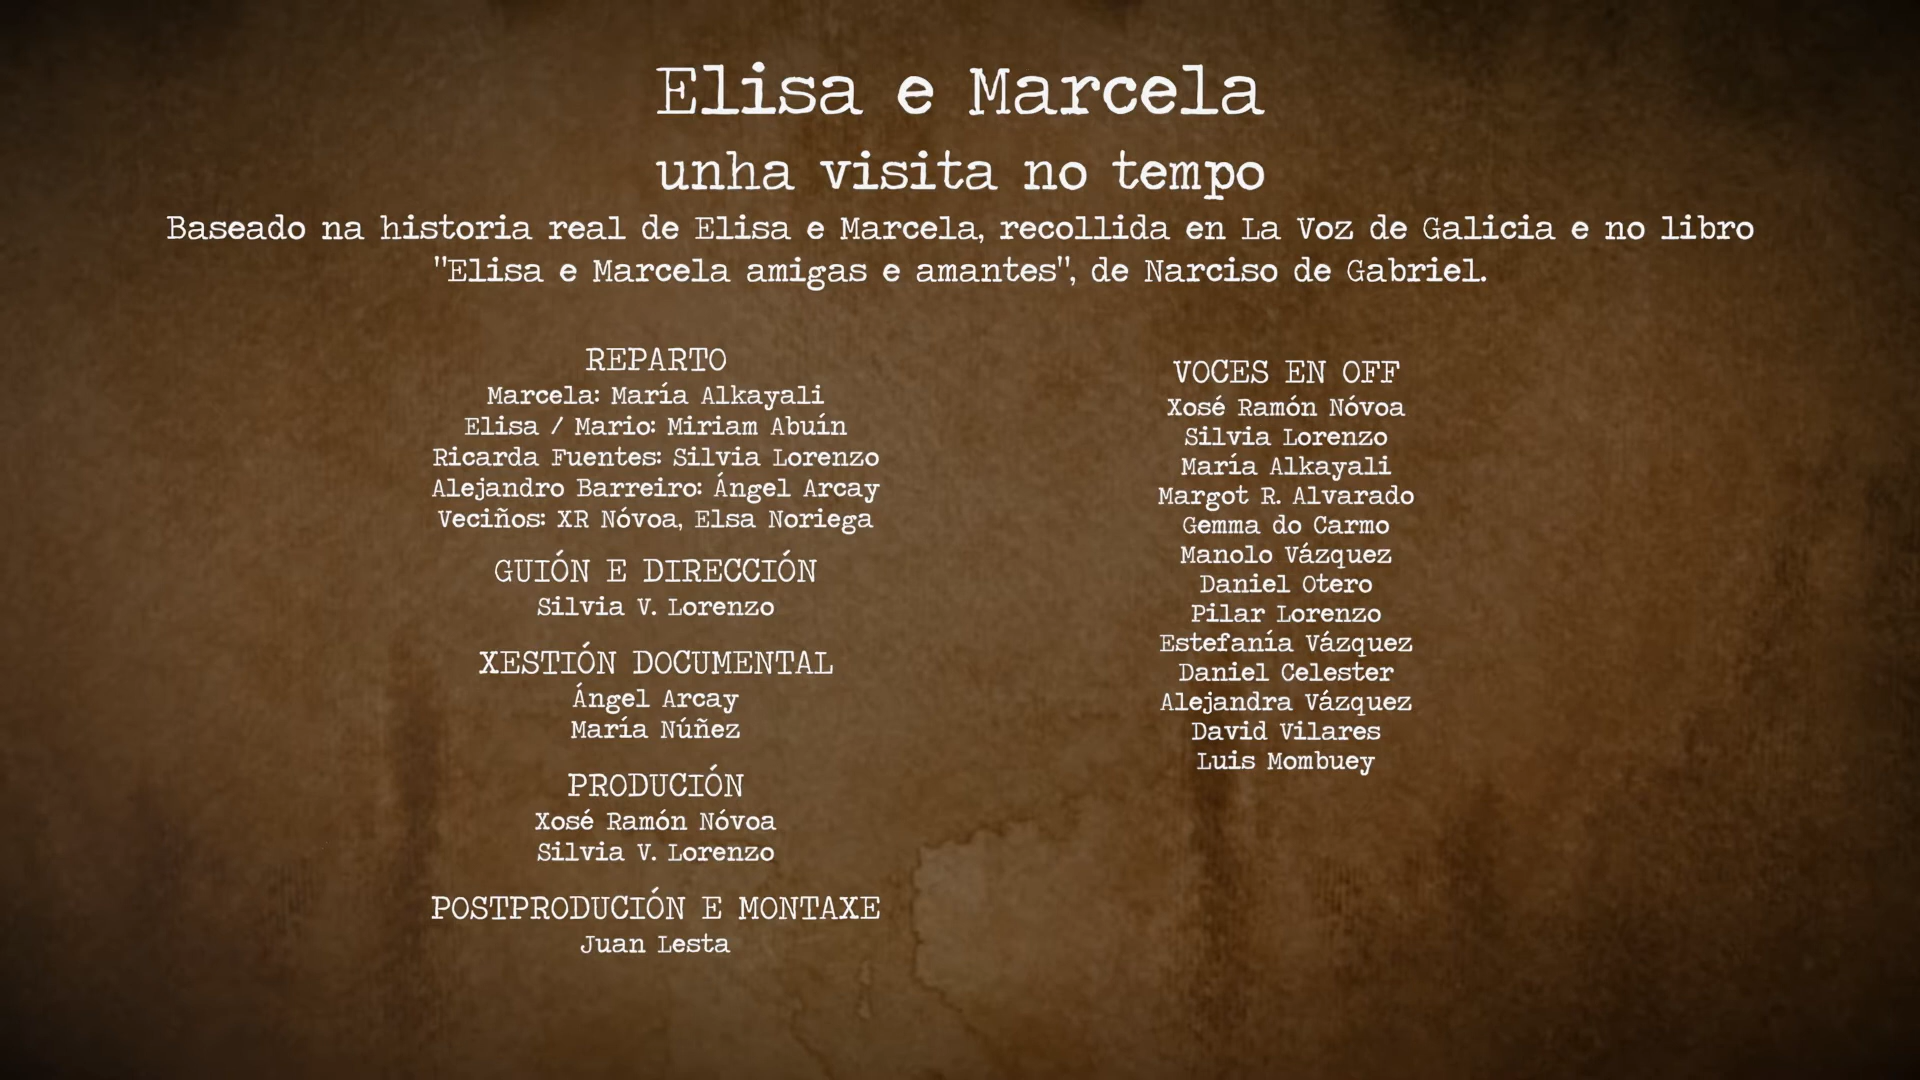 Elisa e Marcela
unha visita no tempo
Baseado na historia real de Elisa e Marcela, recollida en La Voz de Galicia e no libro
"Elisa e Marcela amigas e amantes", de Narciso de Gabriel.
REPARTO
Marcela: María Alkayali
Elisa / Mario: Miriam Abuín
Ricarda Fuentes: Silvia Lorenzo
Alejandro Barreiro: Ángel Arcay
Veciños: XR Nóvoa, Elsa Noriega
GUIÓN E DIRECCIÓN
Silvia V. Lorenzo
XESTIÓN DOCUMENTAL
Ángel Arcay
María Núñez
PRODUCIÓN
Xosé Ramón Nóvoa
Silvia V. Lorenzo
POSTPRODUCIÓN E MONTAXE
Juan Lesta
VOCES EN OFF
Xosé Ramón Nóvoa
Silvia Lorenzo
María Alkayali
Margot R. Alvarado
Gemma do Carmo
Manolo Vázquez
Daniel Otero
Pilar Lorenzo
Estefanía Vázquez
Daniel Celester
Alejandra Vázquez
David Vilares
Luis Mombuey